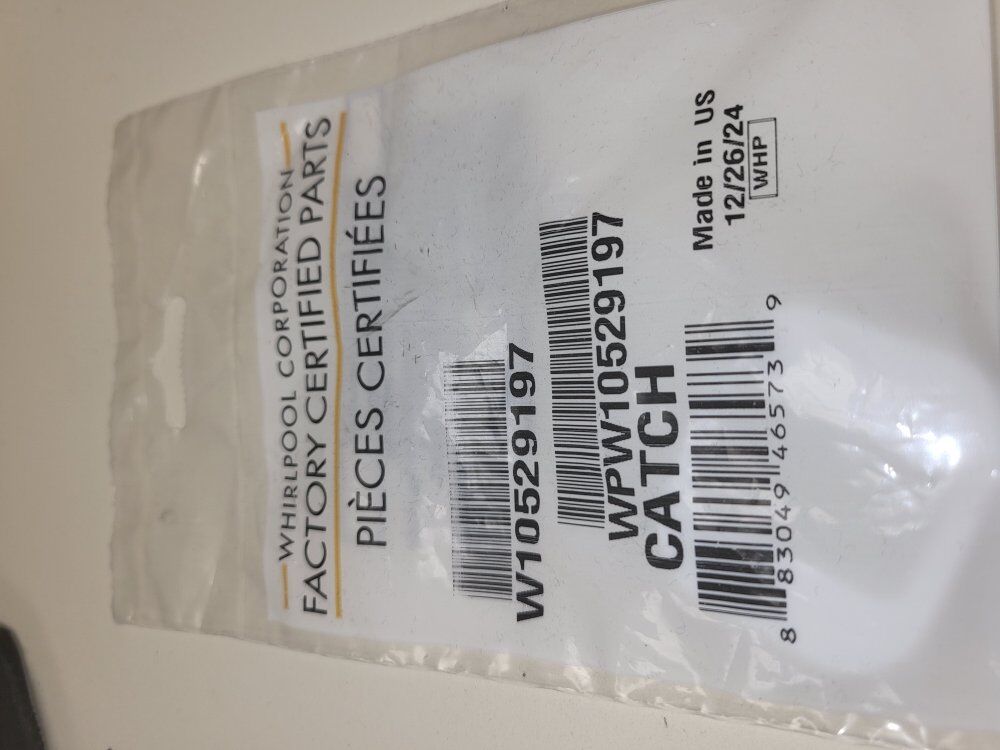 WHIRLPOOL CORPORATION
FACTORY CERTIFIED PARTS
PIÈCES CERTIFIÉES
W10529197
WPW10529197
CATCH
8 83049 46573 9
Made in US
12/26/24
WHP